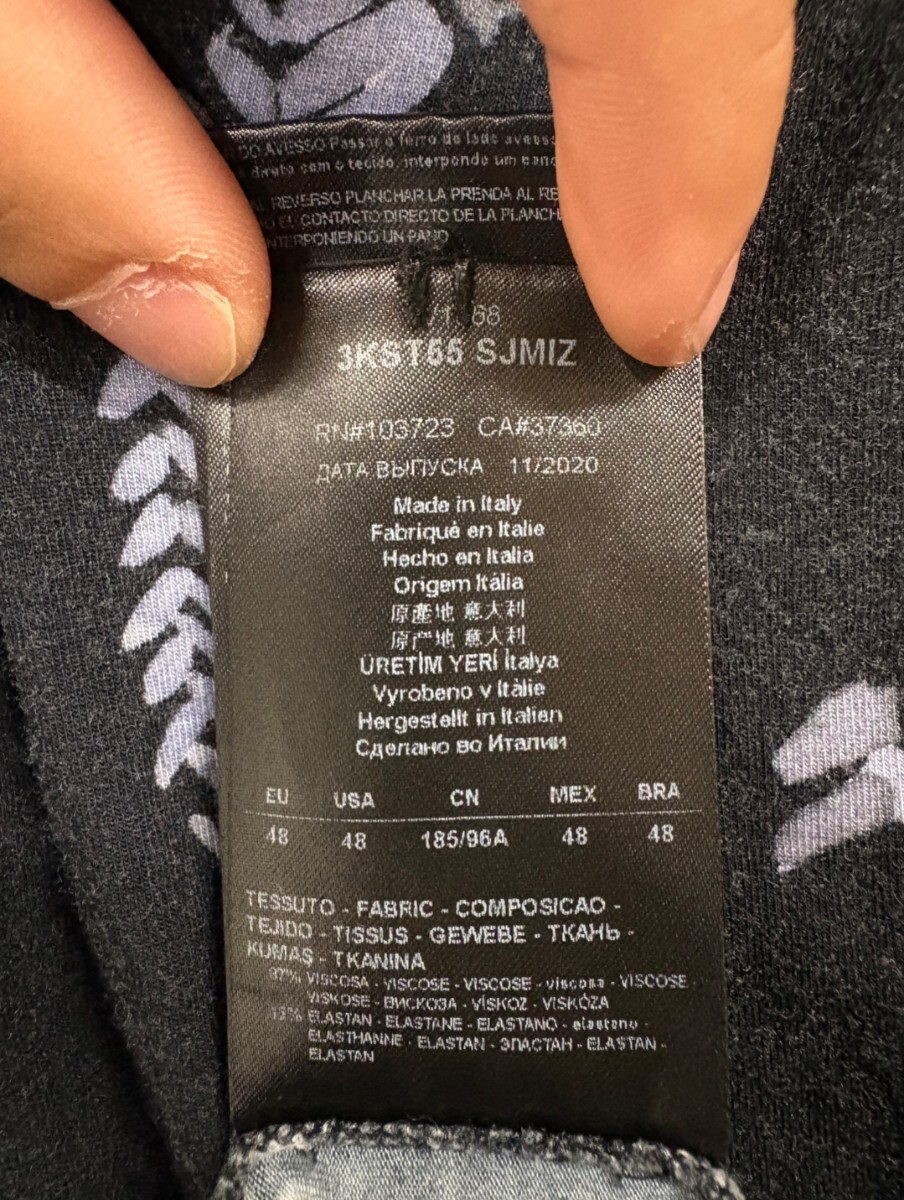 DO AVESSO Passar o ferro do lado avesso
direto com o tecido, interpondo um pano
REVERSO PLANCHAR LA PRENDA AL RE
EL CONTACTO DIRECTO DE LA PLANCH
INTERPONIENDO UN PANO
68
3KST55 SJMIZ
RN#103723 CA#37360
ДАТА ВЫПУСКА 11/2020
Made in Italy
Fabriqué en Italie
Hecho en Italia
Origem Itália
原產地 意大利
原产地 意大利
ÜRETİM YERİ İtalya
Vyrobeno v Itálie
Hergestellt in Italien
Сделано во Италии
EU USA CN MEX BRA
48 48 185/96A 48 48
TESSUTO - FABRIC - COMPOSICAO -
TEJIDO - TISSUS - GEWEBE - ТКАНЬ -
KUMAŞ - TKANINA
VISCOSA - VISCOSE - VISCOSE - viscosa - VISCOSE -
VISKOSE - ВИСКОЗА - VİSKOZ - VISKÓZA
13% ELASTAN - ELASTANE - ELASTANO - elastano -
ELASTHANNE - ELASTAN - ЭЛАСТАН - ELASTAN -
ELASTAN